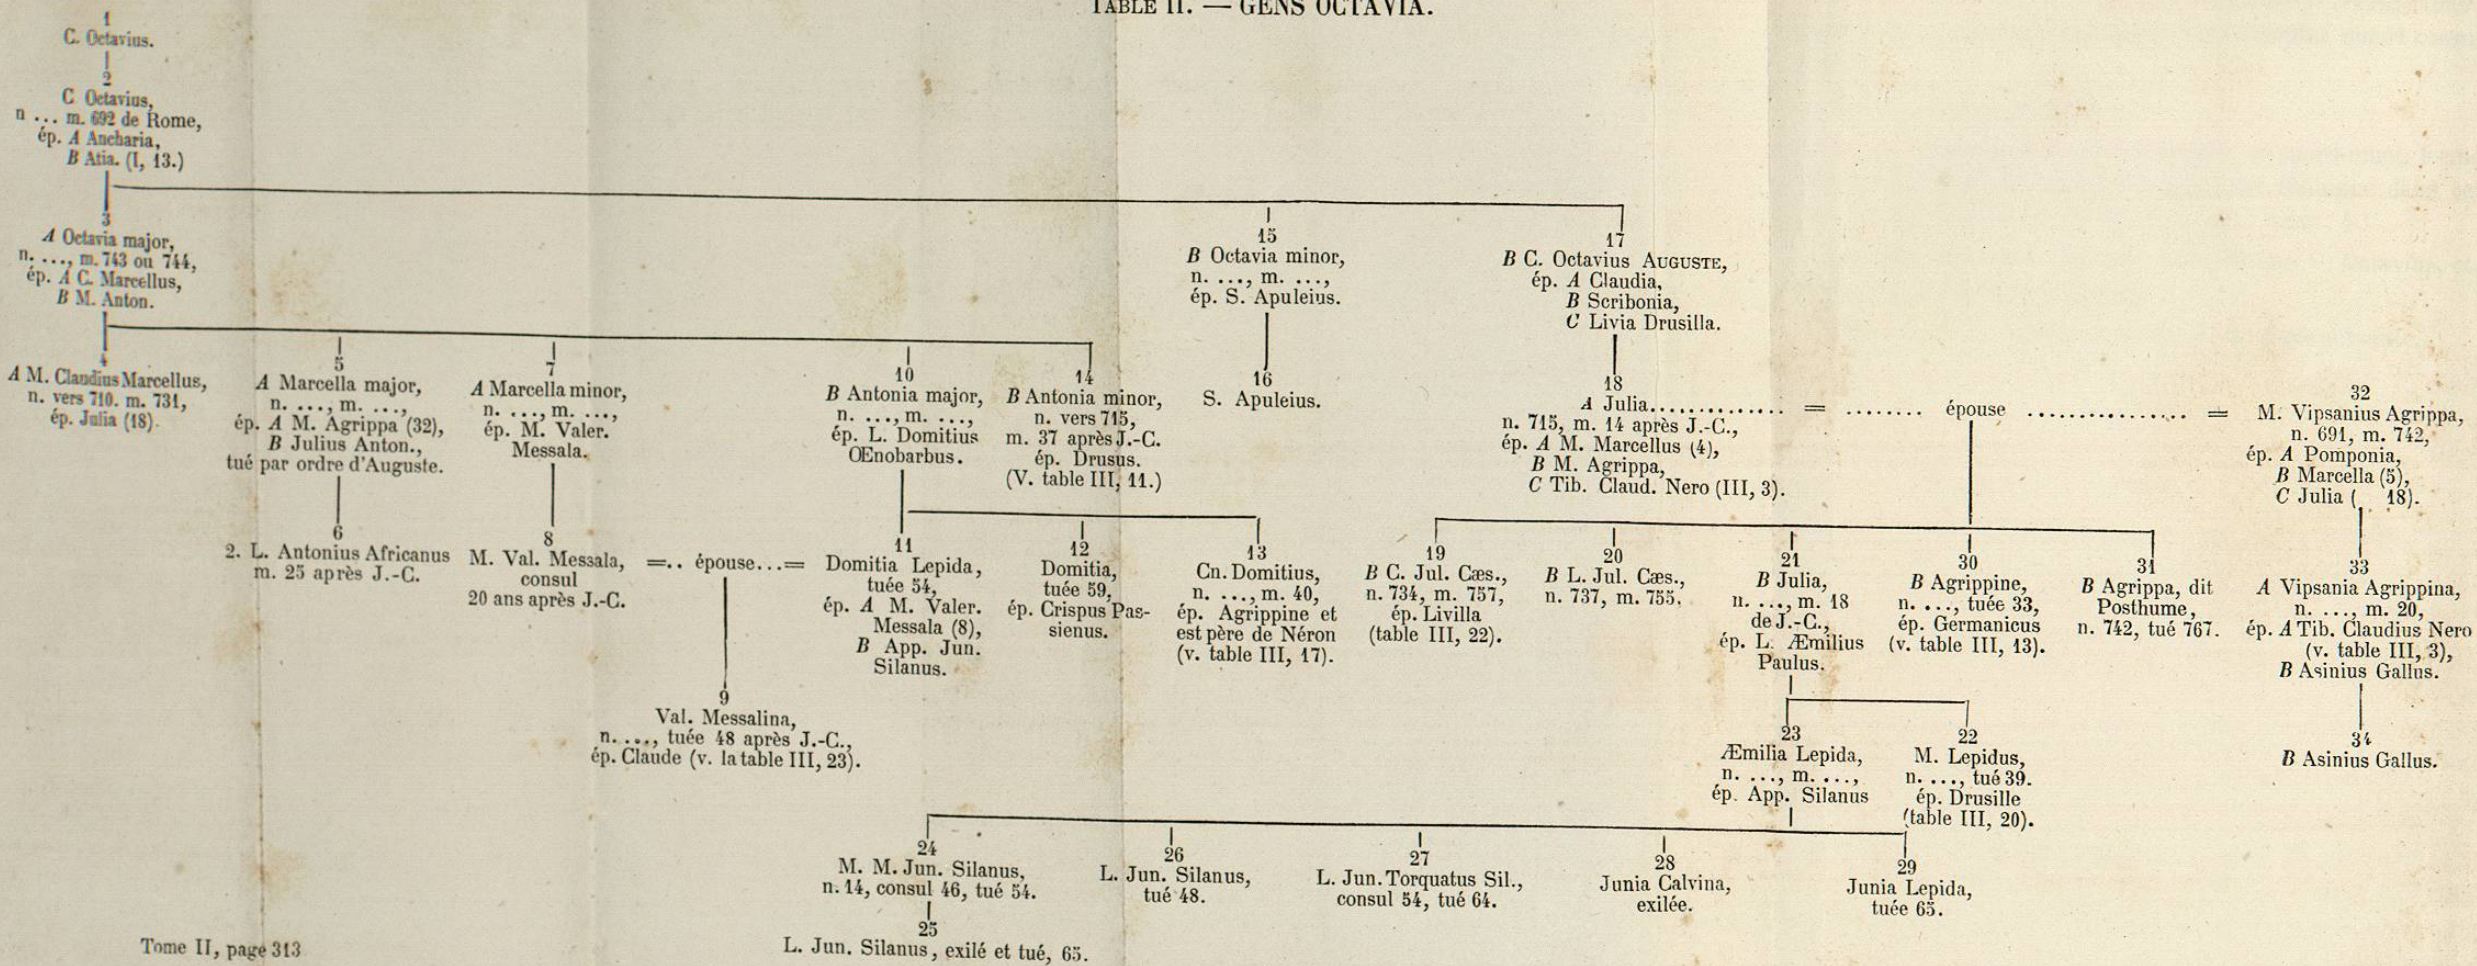 TABLE II. — GENS OCTAVIA.
1
C. Octavius.
2
C Octavius,
n ... m. 692 de Rome,
ép. A Ancharia,
B Atia. (I, 13.)
3
A Octavia major,
n. ..., m. 743 ou 744,
ép. A C. Marcellus,
B M. Anton.
15
B Octavia minor,
n. ..., m. ...,
ép. S. Apuleius.
17
B C. Octavius AUGUSTE,
ép. A Claudia,
B Scribonia,
C Livia Drusilla.
4
A M. Claudius Marcellus,
n. vers 710. m. 731,
ép. Julia (18).
5
A Marcella major,
n. ..., m. ...,
ép. A M. Agrippa (32),
B Julius Anton.,
tué par ordre d'Auguste.
7
A Marcella minor,
n. ..., m. ...,
ép. M. Valer.
Messala.
10
B Antonia major,
n. ..., m. ...,
ép. L. Domitius
OEnobarbus.
14
B Antonia minor,
n. vers 715,
m. 37 après J.-C.
ép. Drusus.
(V. table III, 11.)
16
S. Apuleius.
18
A Julia.............. = ........ épouse ................ =
n. 715, m. 14 après J.-C.,
ép. A M. Marcellus (4),
B M. Agrippa,
C Tib. Claud. Nero (III, 3).
32
M. Vipsanius Agrippa,
n. 691, m. 742,
ép. A Pomponia,
B Marcella (5),
C Julia ( 18).
6
2. L. Antonius Africanus
m. 25 après J.-C.
8
M. Val. Messala,
consul
20 ans après J.-C.
=.. épouse...=
11
Domitia Lepida,
tuée 54,
ép. A M. Valer.
Messala (8),
B App. Jun.
Silanus.
12
Domitia,
tuée 59,
ép. Crispus Pas-
sienus.
13
Cn. Domitius,
n. ..., m. 40,
ép. Agrippine et
est père de Néron
(v. table III, 17).
19
B C. Jul. Cæs.,
n. 734, m. 757,
ép. Livilla
(table III, 22).
20
B L. Jul. Cæs.,
n. 737, m. 755.
21
B Julia,
n. ..., m. 18
de J.-C.,
ép. L. Æmilius
Paulus.
30
B Agrippine,
n. ..., tuée 33,
ép. Germanicus
(v. table III, 13).
31
B Agrippa, dit
Posthume,
n. 742, tué 767.
33
A Vipsania Agrippina,
n. ..., m. 20,
ép. A Tib. Claudius Nero
(v. table III, 3),
B Asinius Gallus.
9
Val. Messalina,
n. ..., tuée 48 après J.-C.,
ép. Claude (v. la table III, 23).
23
Æmilia Lepida,
n. ..., m. ...,
ép. App. Silanus
22
M. Lepidus,
n. ..., tué 39.
ép. Drusille
(table III, 20).
34
B Asinius Gallus.
24
M. M. Jun. Silanus,
n. 14, consul 46, tué 54.
26
L. Jun. Silanus,
tué 48.
27
L. Jun. Torquatus Sil.,
consul 54, tué 64.
28
Junia Calvina,
exilée.
29
Junia Lepida,
tuée 65.
25
L. Jun. Silanus, exilé et tué, 65.
Tome II, page 313